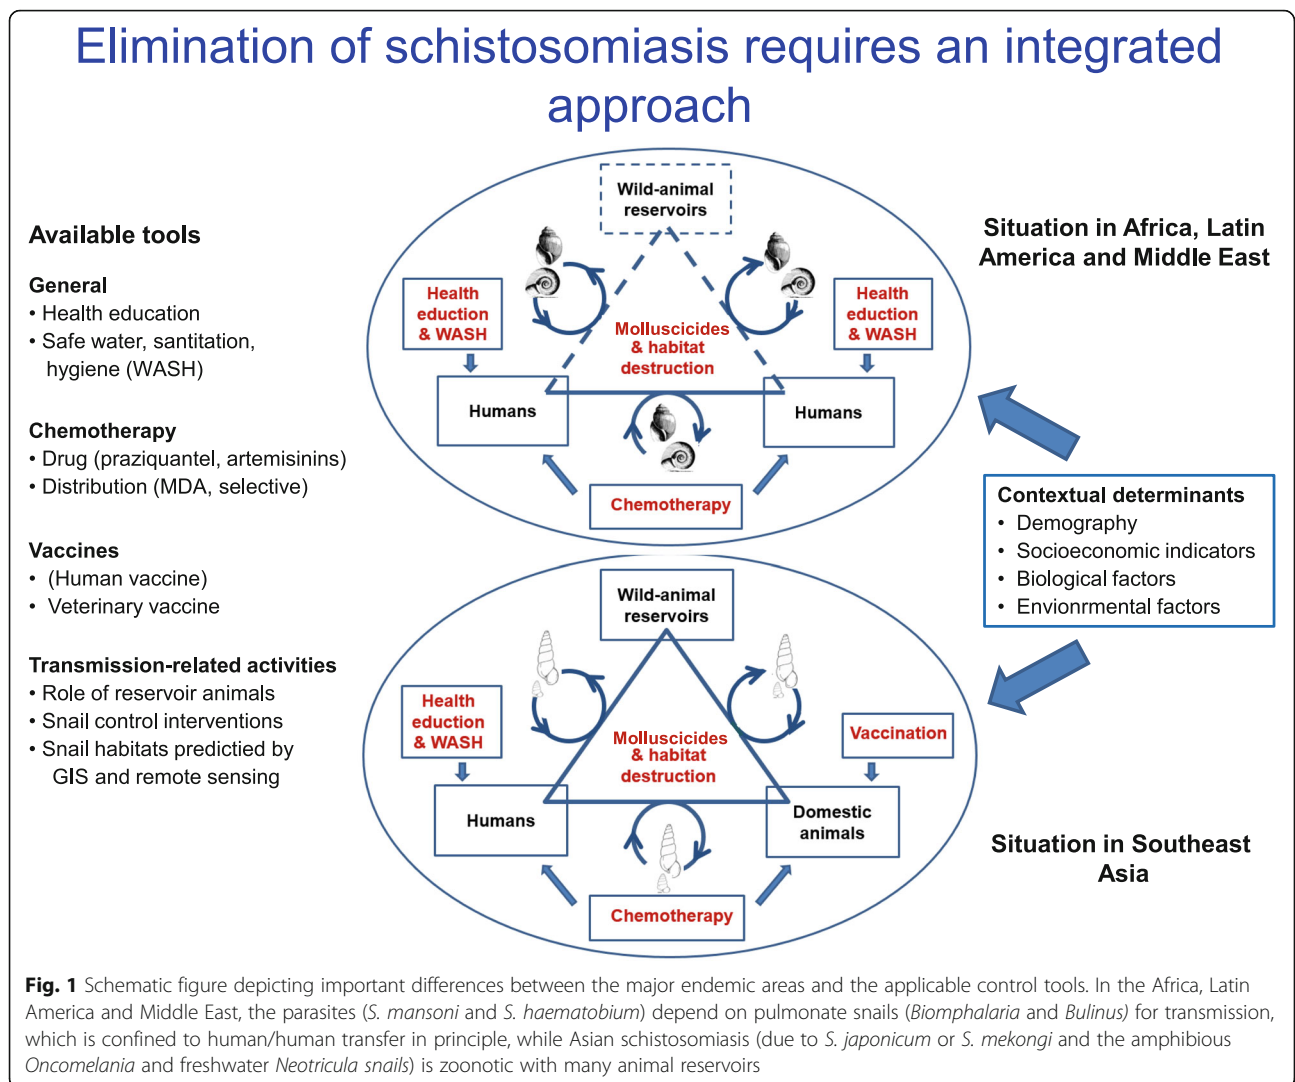 Elimination of schistosomiasis requires an integrated
approach
Available tools
General
• Health education
• Safe water, santitation,
hygiene (WASH)
Chemotherapy
• Drug (praziquantel, artemisinins)
• Distribution (MDA, selective)
Vaccines
• (Human vaccine)
• Veterinary vaccine
Transmission-related activities
• Role of reservoir animals
• Snail control interventions
• Snail habitats predictied by
GIS and remote sensing
Wild-animal
reservoirs
Health
eduction
& WASH
Molluscicides
& habitat
destruction
Health
eduction
& WASH
Humans
Humans
Chemotherapy
Situation in Africa, Latin
America and Middle East
Contextual determinants
• Demography
• Socioeconomic indicators
• Biological factors
• Envionrmental factors
Wild-animal
reservoirs
Health
eduction
& WASH
Molluscicides
& habitat
destruction
Vaccination
Humans
Domestic
animals
Chemotherapy
Situation in Southeast
Asia
Fig. 1 Schematic figure depicting important differences between the major endemic areas and the applicable control tools. In the Africa, Latin
America and Middle East, the parasites (S. mansoni and S. haematobium) depend on pulmonate snails (Biomphalaria and Bulinus) for transmission,
which is confined to human/human transfer in principle, while Asian schistosomiasis (due to S. japonicum or S. mekongi and the amphibious
Oncomelania and freshwater Neotricula snails) is zoonotic with many animal reservoirs